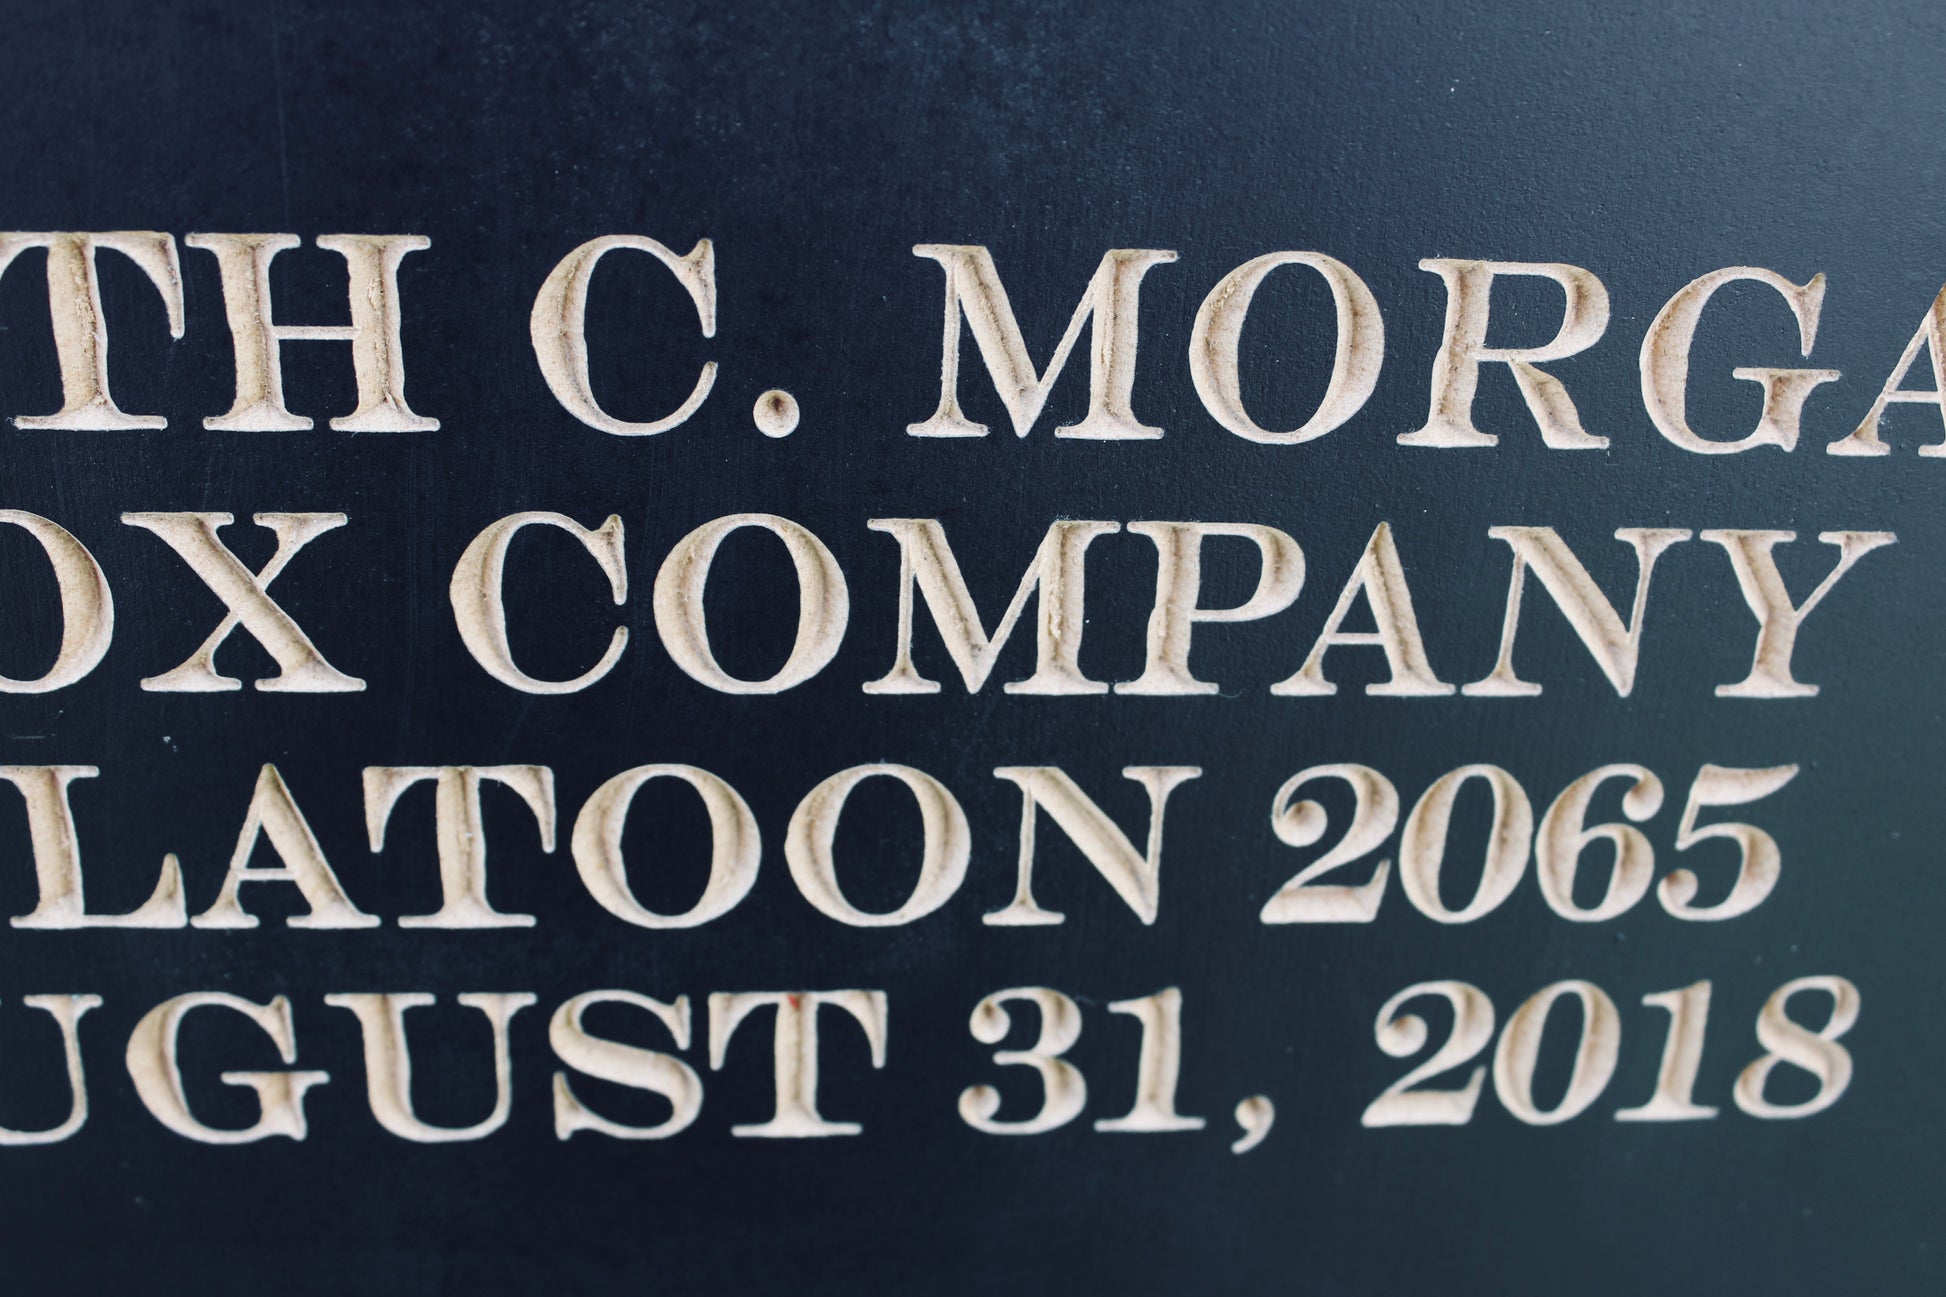 TH C. MORGA
OX COMPANY
LATOON 2065
UGUST 31, 2018